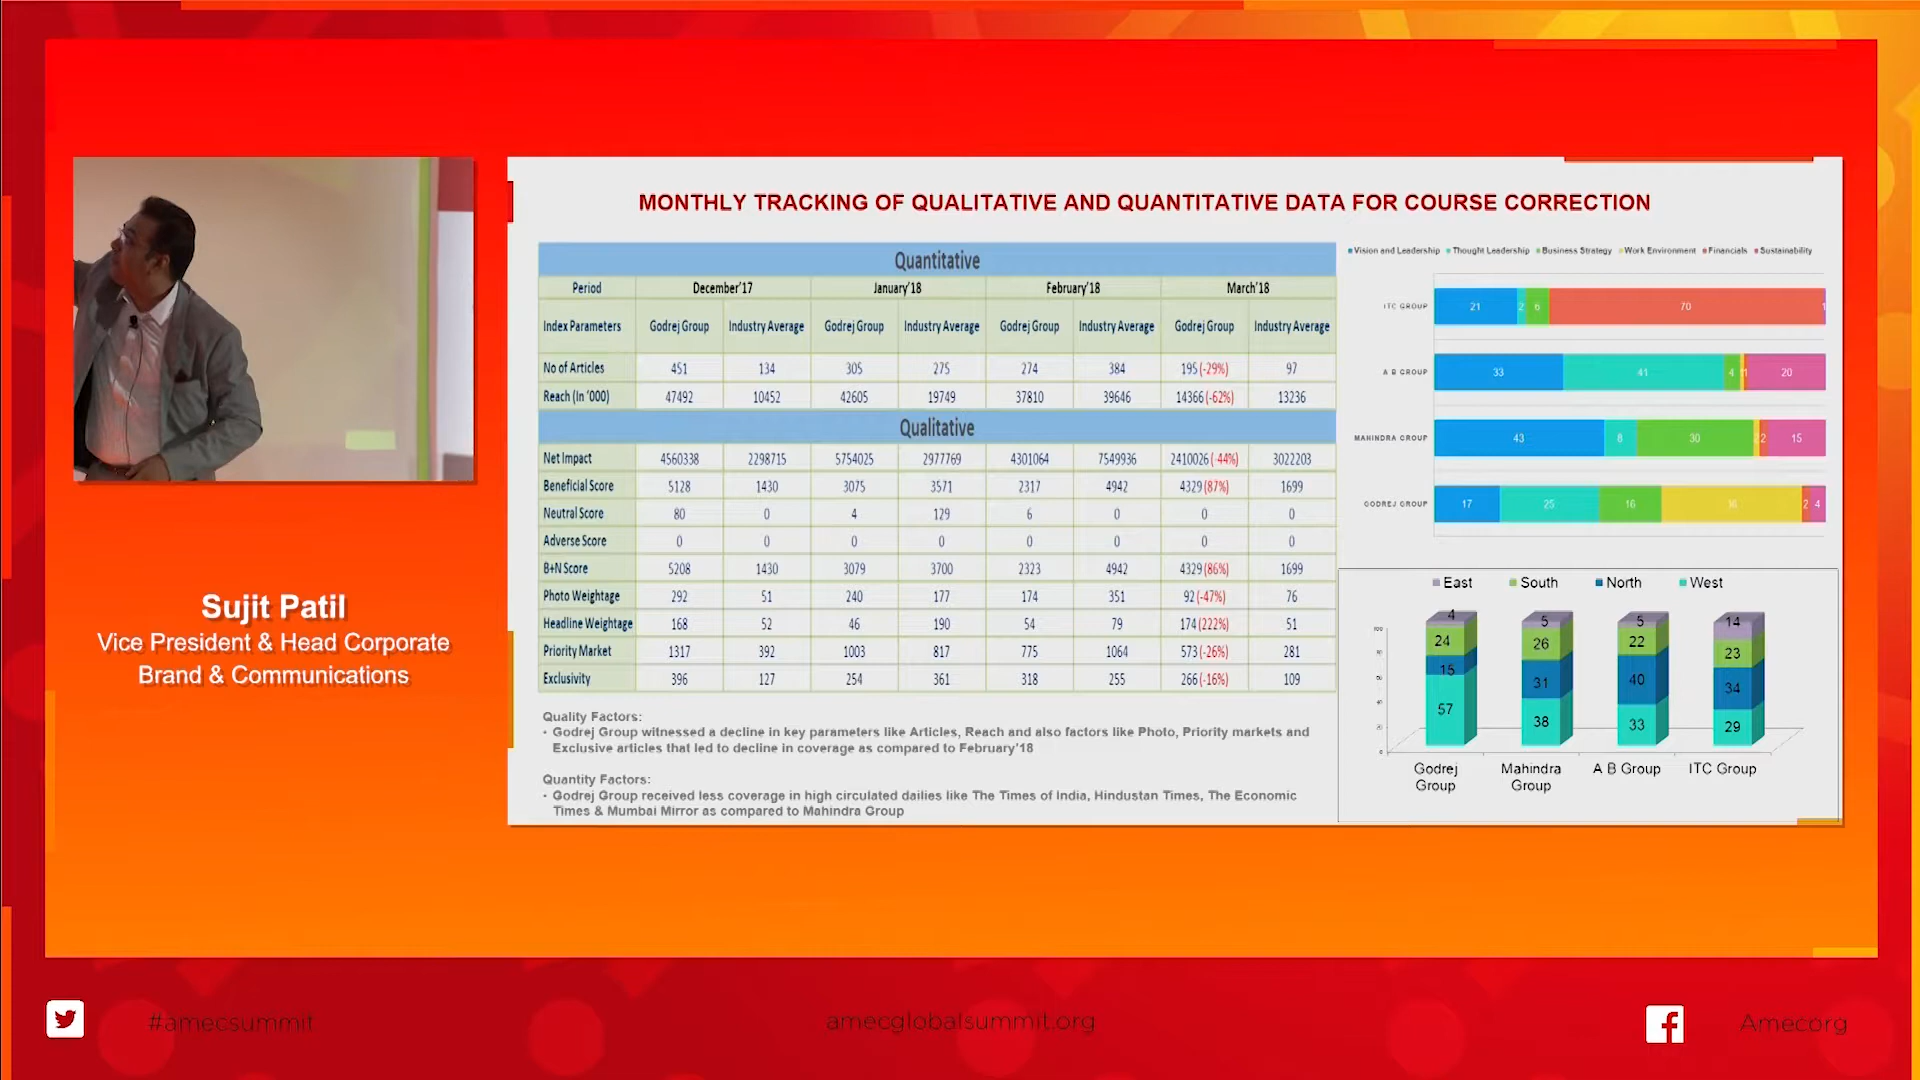 MONTHLY TRACKING OF QUALITATIVE AND QUANTITATIVE DATA FOR COURSE CORRECTION
Quantitative
Period December'17 January'18 February'18 March'18
Index Parameters Godrej Group Industry Average Godrej Group Industry Average Godrej Group Industry Average Godrej Group Industry Average
No of Articles 451 134 305 275 274 384 195 (-29%) 97
Reach (In '000) 47492 10452 42605 19749 37810 39646 14366 (-62%) 13236
Qualitative
Net Impact 4560338 2298715 5754025 2977769 4301064 7549936 2410026 (-44%) 3022203
Beneficial Score 5128 1430 3075 3571 2317 4942 4329 (87%) 1699
Neutral Score 80 0 4 129 6 0 0 0
Adverse Score 0 0 0 0 0 0 0 0
B+N Score 5208 1430 3079 3700 2323 4942 4329 (86%) 1699
Photo Weightage 292 51 240 177 174 351 92 (-47%) 76
Headline Weightage 168 52 46 190 54 79 174 (222%) 51
Priority Market 1317 392 1003 817 775 1064 573 (-26%) 281
Exclusivity 396 127 254 361 318 255 266 (-16%) 109
Quality Factors:
• Godrej Group witnessed a decline in key parameters like Articles, Reach and also factors like Photo, Priority markets and
Exclusive articles that led to decline in coverage as compared to February'18
Quantity Factors:
• Godrej Group received less coverage in high circulated dailies like The Times of India, Hindustan Times, The Economic
Times & Mumbai Mirror as compared to Mahindra Group
Vision and Leadership Thought Leadership Business Strategy Work Environment Financials Sustainability
ITC GROUP 21 2 6 70 1
A B GROUP 33 41 4 1 20
MAHINDRA GROUP 43 8 30 2 2 15
GODREJ GROUP 17 25 16 2 4
East South North West
4 5 5 14
24 26 22 23
15 31 40 34
57 38 33 29
100
80
60
40
20
0
Godrej Group Mahindra Group A B Group ITC Group
Sujit Patil
Vice President & Head Corporate
Brand & Communications
#amecsummit
amecglobalsummit.org
Amecorg